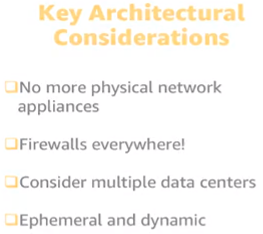 Key Architectural
Considerations
❑No more physical network
appliances
❑Firewalls everywhere!
❑Consider multiple data centers
❑Ephemeral and dynamic